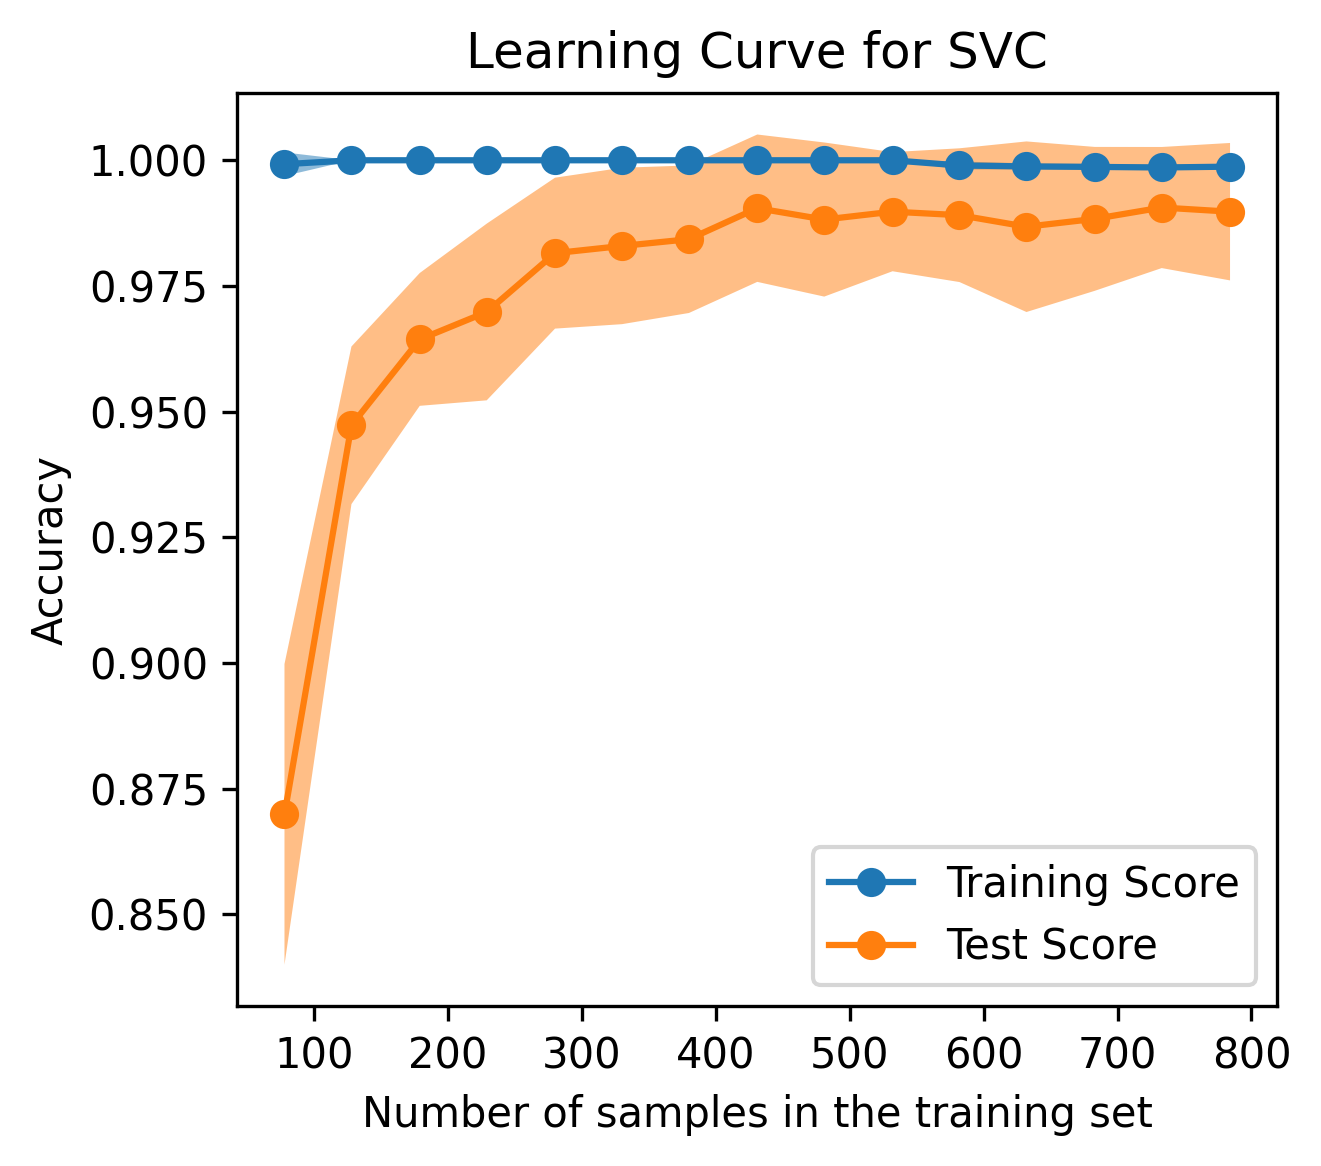 Learning Curve for SVC
1.000
0.975
0.950
0.925
0.900
0.875
0.850
Accuracy
Training Score
Test Score
100 200 300 400 500 600 700 800
Number of samples in the training set